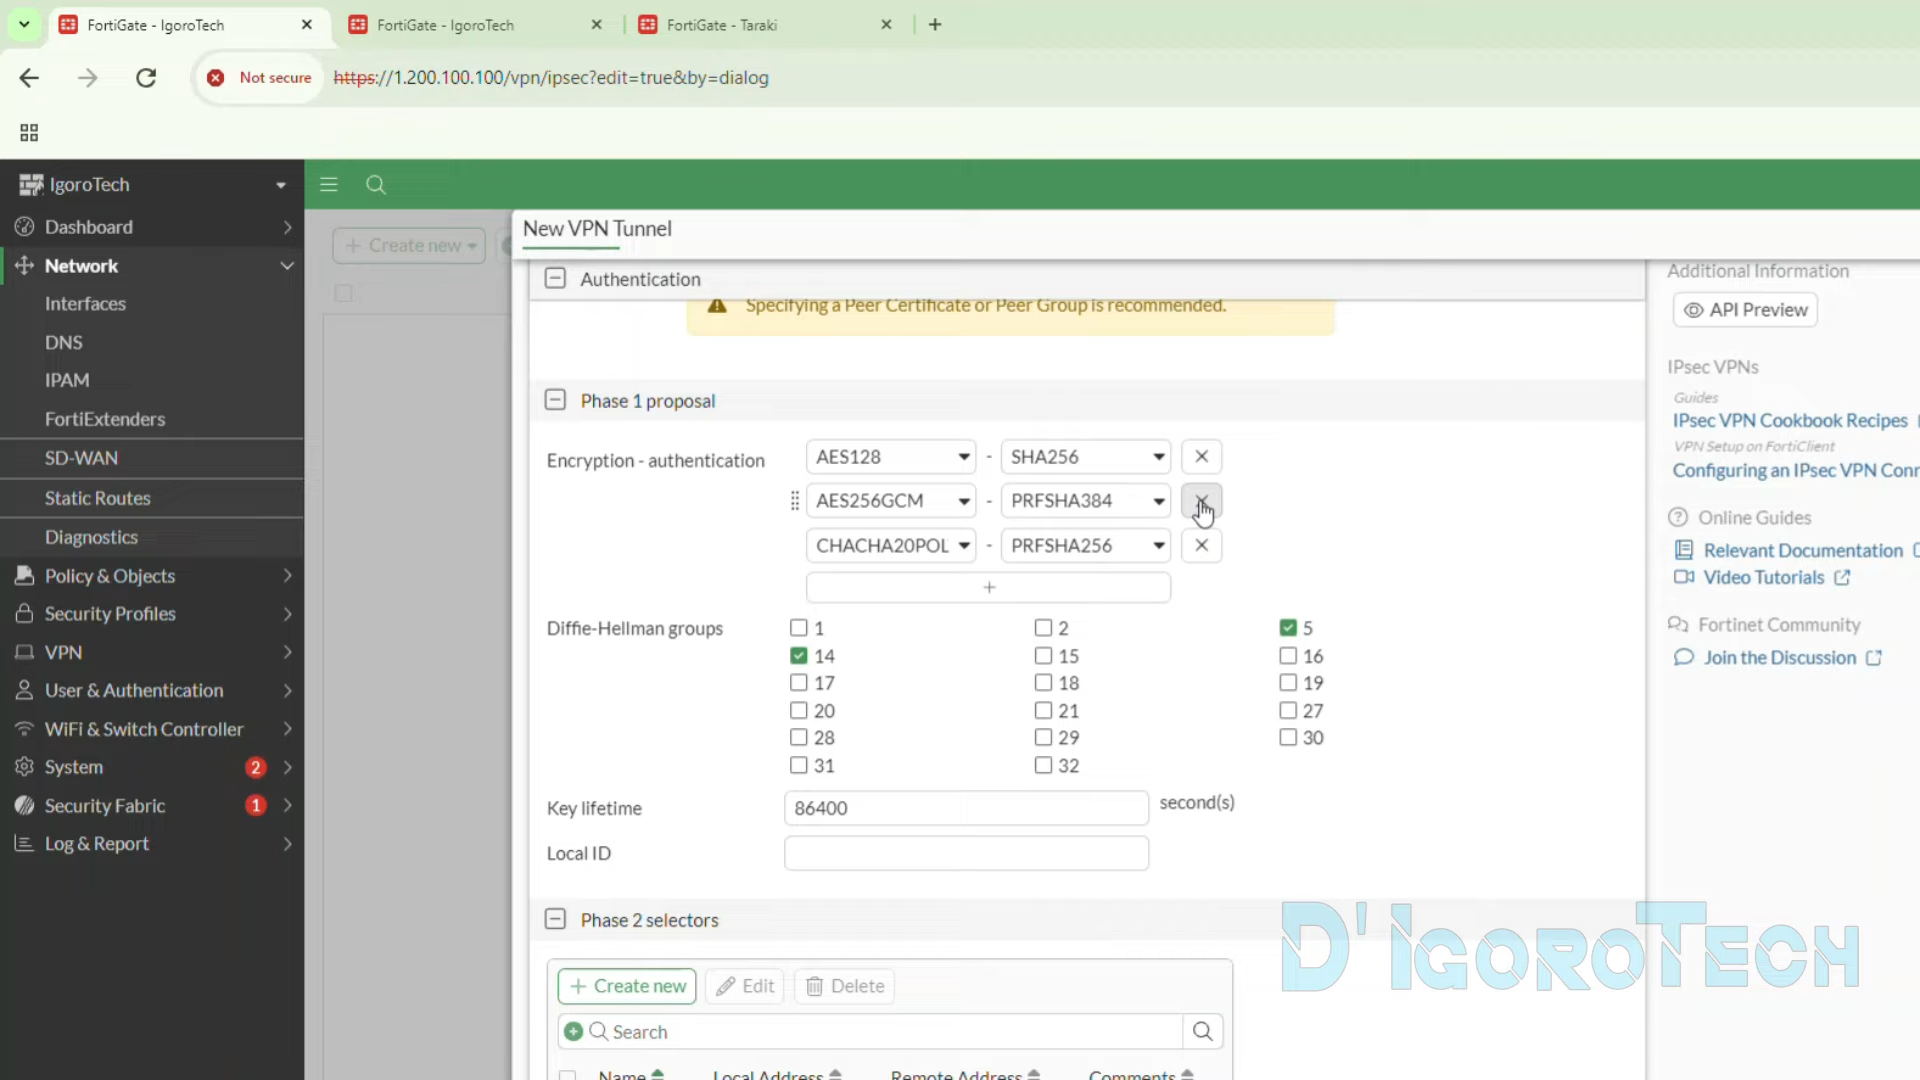 FortiGate - IgoroTech
FortiGate - IgoroTech
FortiGate - Taraki
Not secure
https://1.200.100.100/vpn/ipsec?edit=true&by=dialog
IgoroTech
Dashboard
Network
Interfaces
DNS
IPAM
FortiExtenders
SD-WAN
Static Routes
Diagnostics
Policy & Objects
Security Profiles
VPN
User & Authentication
WiFi & Switch Controller
System 2
Security Fabric 1
Log & Report
+ Create new
New VPN Tunnel
Authentication
Specifying a Peer Certificate or Peer Group is recommended.
Phase 1 proposal
Encryption - authentication
AES128 - SHA256
AES256GCM - PRFSHA384
CHACHA20POL - PRFSHA256
+
Diffie-Hellman groups
1 2 5
14 15 16
17 18 19
20 21 27
28 29 30
31 32
Key lifetime 86400 second(s)
Local ID
Phase 2 selectors
+ Create new Edit Delete
Search
Name Local Address Remote Address Comments
Additional Information
API Preview
IPsec VPNs
Guides
IPsec VPN Cookbook Recipes
VPN Setup on FortiClient
Configuring an IPsec VPN
Online Guides
Relevant Documentation
Video Tutorials
Fortinet Community
Join the Discussion
D'IgoroTech